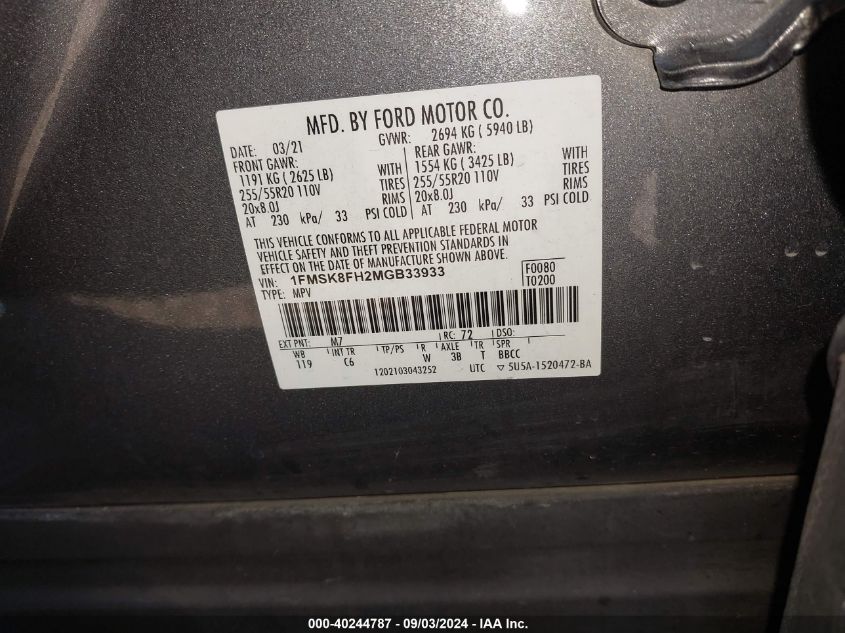 MFD. BY FORD MOTOR CO.
DATE: 03/21 GVWR: 2694 KG ( 5940 LB)
FRONT GAWR: REAR GAWR:
1191 KG ( 2625 LB) WITH 1554 KG ( 3425 LB) WITH
255/55R20 110V TIRES 255/55R20 110V TIRES
20x8.0J RIMS 20x8.0J RIMS
AT 230 kPa/ 33 PSI COLD AT 230 kPa/ 33 PSI COLD
THIS VEHICLE CONFORMS TO ALL APPLICABLE FEDERAL MOTOR
VEHICLE SAFETY AND THEFT PREVENTION STANDARDS IN
EFFECT ON THE DATE OF MANUFACTURE SHOWN ABOVE.
VIN: 1FMSK8FH2MGB33933 F0080
TYPE: MPV T0200
EXT PNT: M7 RC: 72 DSO:
WB INT TR TP/PS R AXLE TR SPR
119 C6 W 3B T BBCC
1202103043252 UTC ▽ 5U5A-1520472-BA
000-40244787 - 09/03/2024 - IAA Inc.